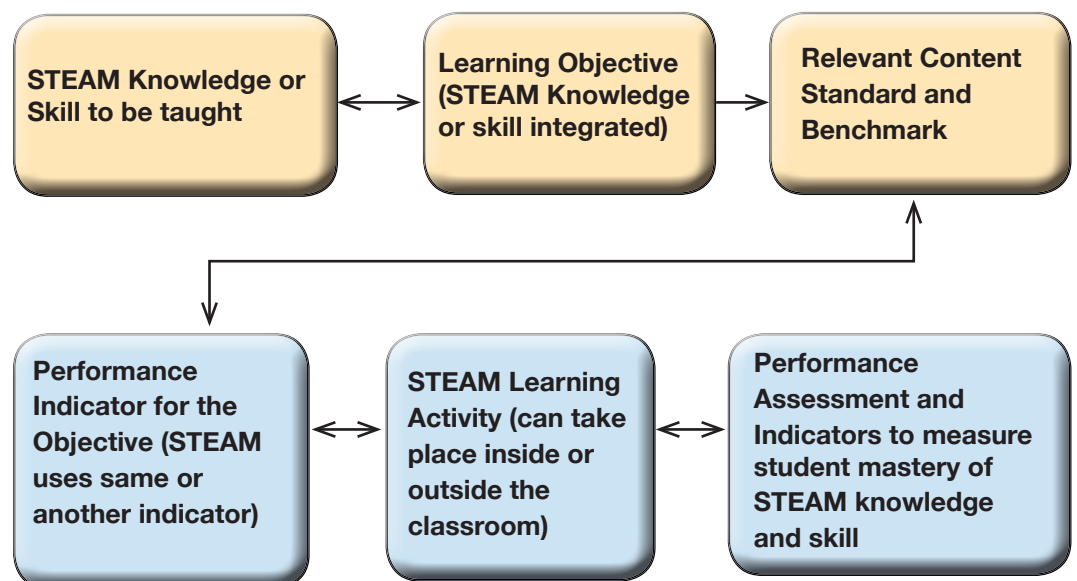 STEAM Knowledge or
Skill to be taught
Learning Objective
(STEAM Knowledge
or skill integrated)
Relevant Content
Standard and
Benchmark
Performance
Indicator for the
Objective (STEAM
uses same or
another indicator)
STEAM Learning
Activity (can take
place inside or
outside the
classroom)
Performance
Assessment and
Indicators to measure
student mastery of
STEAM knowledge
and skill